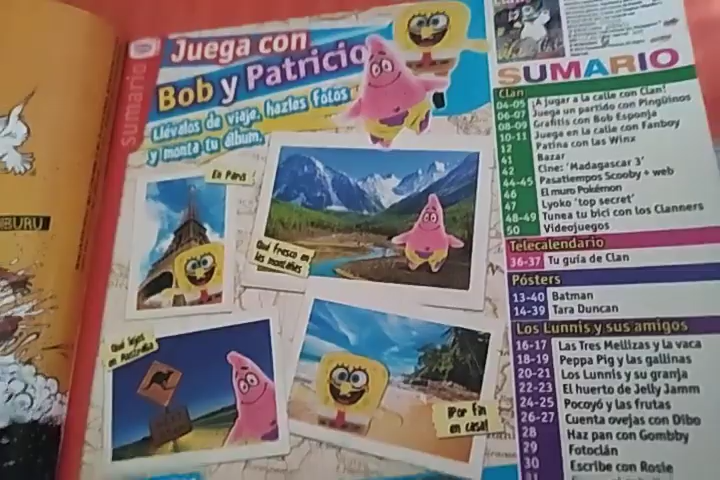 BURU
sumario
Juega con
Bob y Patricio
Llévalos de viaje, hazles fotos
y monta tu álbum.
En París
Qué fresco en
las montañas
Qué lejos
en Australia
¡Por fin
en casa!
SUMARIO
Clan
04-05 ¡A jugar a la calle con Clan!
06-07 Juega un partido con Pingüinos
08-09 Grafitis con Bob Esponja
10-11 Juega en la calle con Fanboy
12 Patina con las Winx
41 Bazar
42 Cine: 'Madagascar 3'
44-45 Pasatiempos Scooby + web
46 El muro Pokémon
47 Lyoko 'top secret'
48-49 Tunea tu bici con los Clanners
50 Videojuegos
Telecalendario
36-37 Tu guía de Clan
Pósters
13-40 Batman
14-39 Tara Duncan
Los Lunnis y sus amigos
16-17 Las Tres Mellizas y la vaca
18-19 Peppa Pig y las gallinas
20-21 Los Lunnis y su granja
22-23 El huerto de Jelly Jamm
24-25 Pocoyó y las frutas
26-27 Cuenta ovejas con Dibo
28 Haz pan con Gombby
29 Fotoclán
30 Escribe con Rosie
31